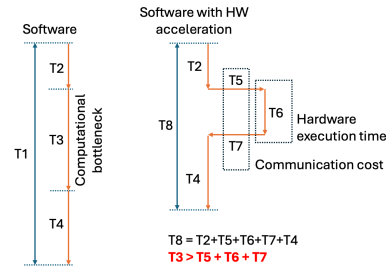 Software
T2
T1
T3
Computational
bottleneck
T4
Software with HW
acceleration
T2
T5
T6
T8
T7
Hardware
execution time
Communication cost
T4
T8 = T2+T5+T6+T7+T4
T3 > T5 + T6 + T7